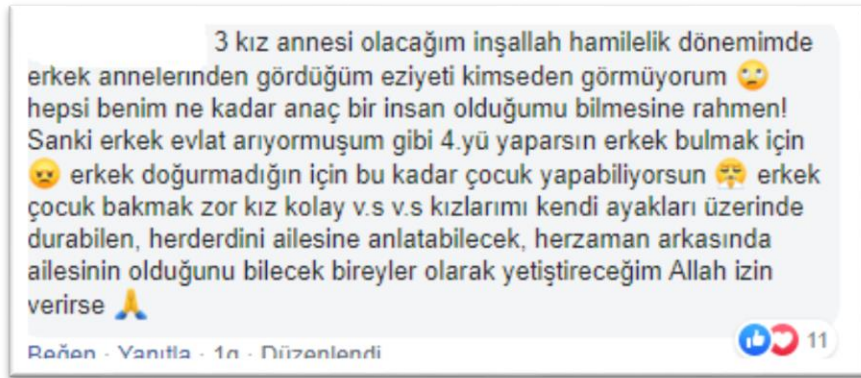 3 kız annesi olacağım inşallah hamilelik dönemimde
erkek annelerinden gördüğüm eziyeti kimseden görmüyorum 🙄
hepsi benim ne kadar anaç bir insan olduğumu bilmesine rahmen!
Sanki erkek evlat arıyormuşum gibi 4.yü yaparsın erkek bulmak için
😠 erkek doğurmadığın için bu kadar çocuk yapabiliyorsun 😤 erkek
çocuk bakmak zor kız kolay v.s v.s kızlarımı kendi ayakları üzerinde
durabilen, herderdini ailesine anlatabilecek, herzaman arkasında
ailesinin olduğunu bilecek bireyler olarak yetiştireceğim Allah izin
verirse 🙏
11
Beğen · Yanıtla · 1g · Düzenlendi